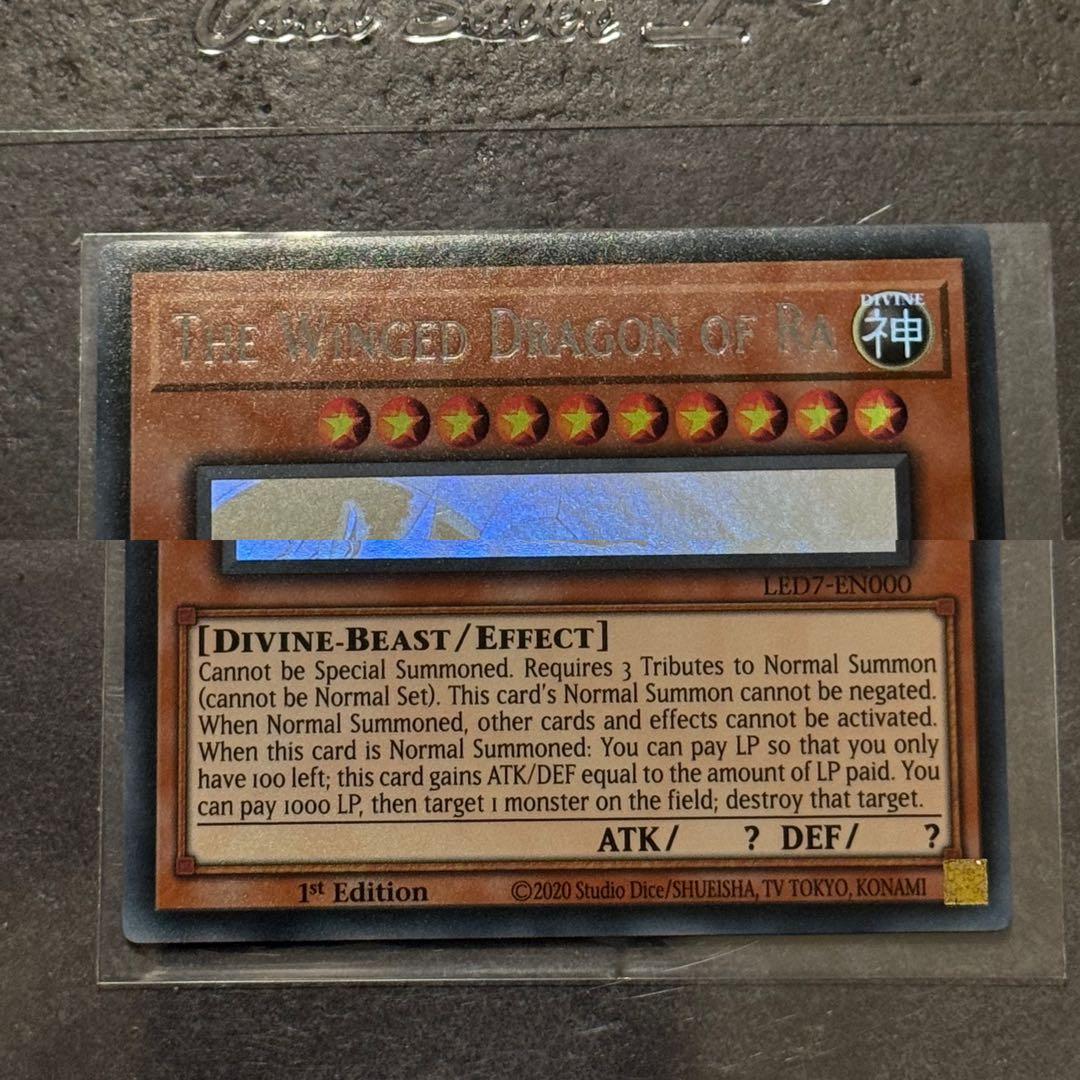 Card Saver I
THE WINGED DRAGON OF RA
DIVINE
神
LED7-EN000
[DIVINE-BEAST/EFFECT]
Cannot be Special Summoned. Requires 3 Tributes to Normal Summon
(cannot be Normal Set). This card's Normal Summon cannot be negated.
When Normal Summoned, other cards and effects cannot be activated.
When this card is Normal Summoned: You can pay LP so that you only
have 100 left; this card gains ATK/DEF equal to the amount of LP paid. You
can pay 1000 LP, then target 1 monster on the field; destroy that target.
ATK/ ? DEF/ ?
1st Edition ©2020 Studio Dice/SHUEISHA, TV TOKYO, KONAMI